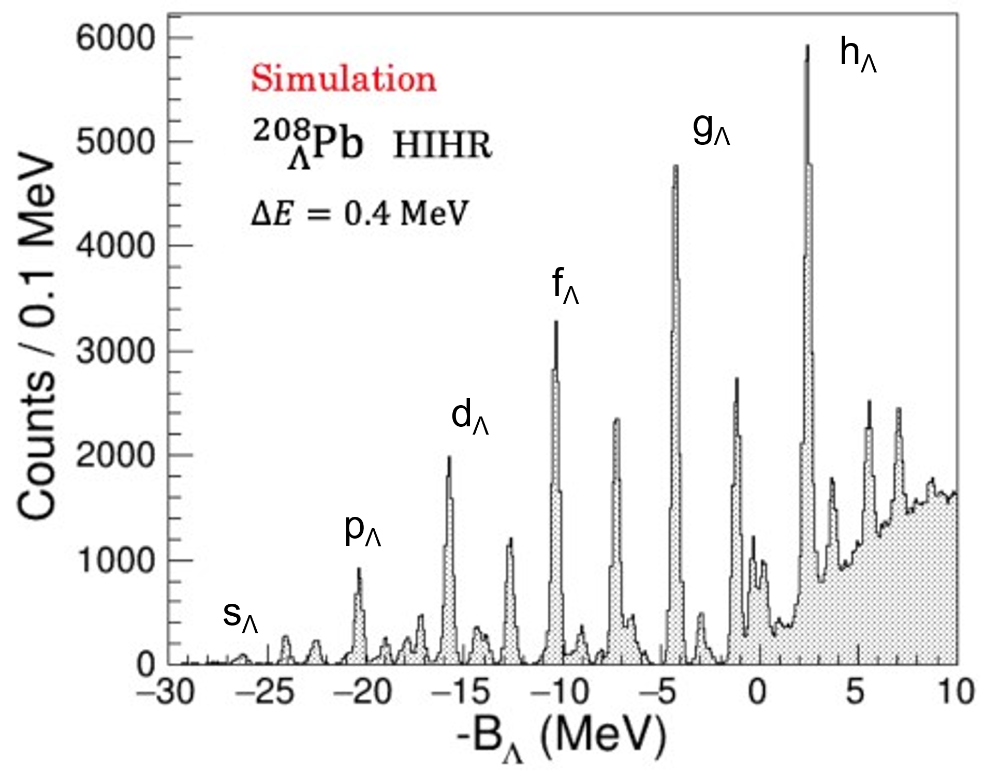 6000
5000
4000
3000
2000
1000
0
Counts / 0.1 MeV
Simulation
²⁰⁸ΛPb HIHR
ΔE = 0.4 MeV
sΛ
pΛ
dΛ
fΛ
gΛ
hΛ
−30 −25 −20 −15 −10 −5 0 5 10
-BΛ (MeV)